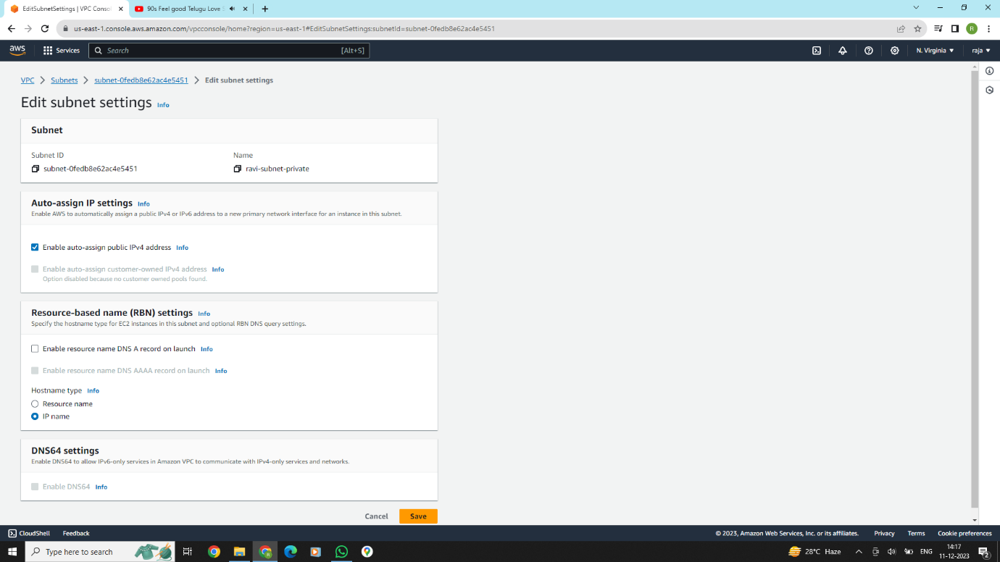 EditSubnetSettings | VPC Consol
90s Feel good Telugu Love S
us-east-1.console.aws.amazon.com/vpcconsole/home?region=us-east-1#EditSubnetSettings:subnetId=subnet-0fedb8e62ac4e5451
R
aws
Services
Search
[Alt+S]
N. Virginia
raja
VPC
Subnets
subnet-0fedb8e62ac4e5451
Edit subnet settings
Edit subnet settings Info
Subnet
Subnet ID
Name
subnet-0fedb8e62ac4e5451
ravi-subnet-private
Auto-assign IP settings Info
Enable AWS to automatically assign a public IPv4 or IPv6 address to a new primary network interface for an instance in this subnet.
Enable auto-assign public IPv4 address Info
Enable auto-assign customer-owned IPv4 address Info
Option disabled because no customer owned pools found.
Resource-based name (RBN) settings Info
Specify the hostname type for EC2 instances in this subnet and optional RBN DNS query settings.
Enable resource name DNS A record on launch Info
Enable resource name DNS AAAA record on launch Info
Hostname type Info
Resource name
IP name
DNS64 settings
Enable DNS64 to allow IPv6-only services in Amazon VPC to communicate with IPv4-only services and networks.
Enable DNS64 Info
Cancel
Save
CloudShell
Feedback
© 2023, Amazon Web Services, Inc. or its affiliates.
Privacy
Terms
Cookie preferences
Type here to search
28°C Haze
ENG
14:17
11-12-2023
2